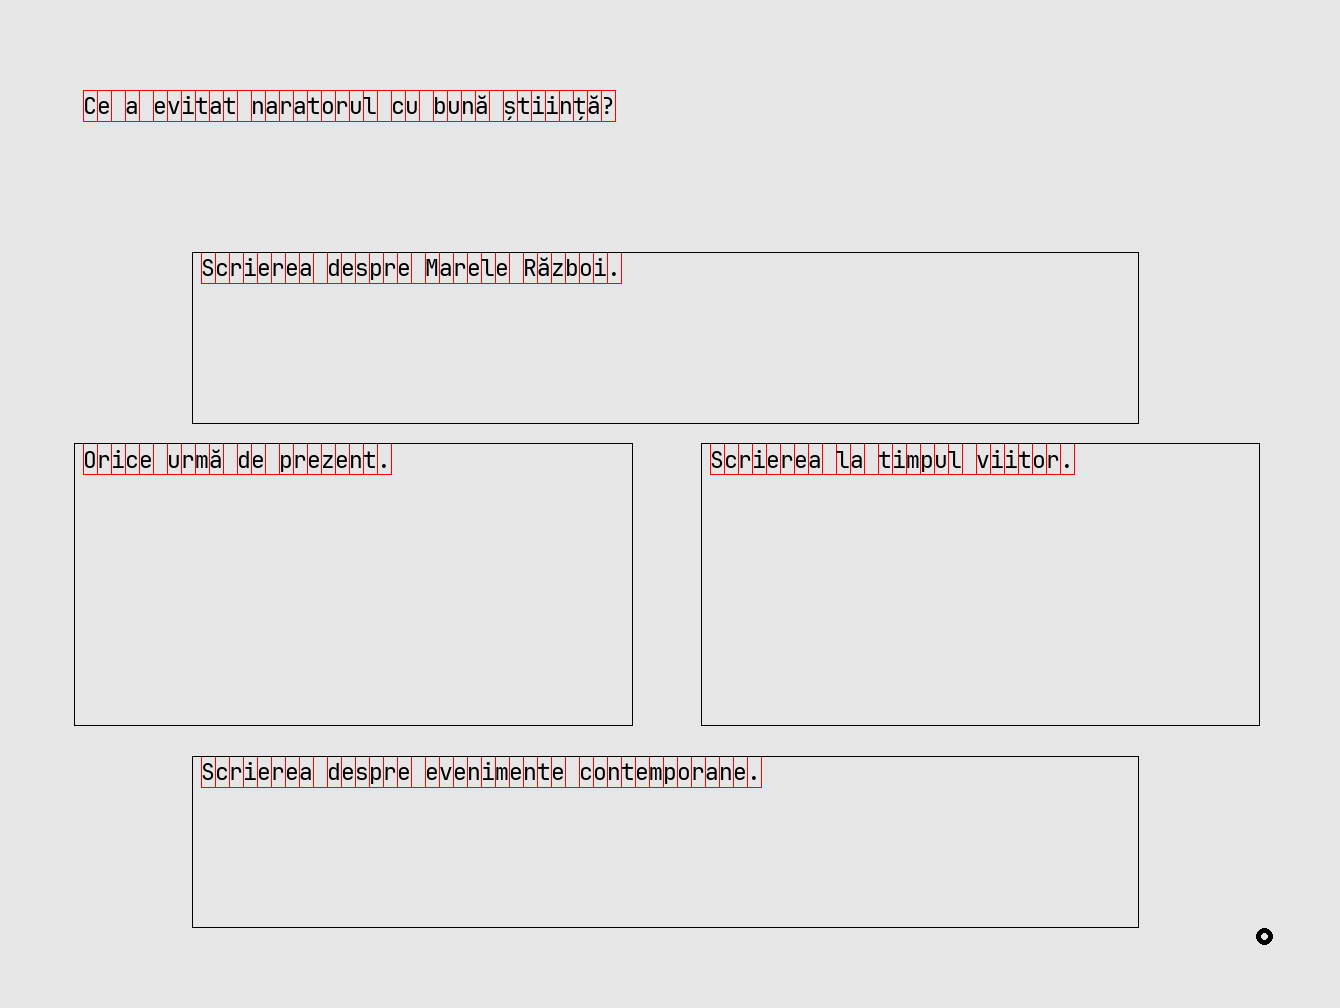 Ce a evitat naratorul cu bună știință?
Scrierea despre Marele Război.
Orice urmă de prezent.
Scrierea la timpul viitor.
Scrierea despre evenimente contemporane.